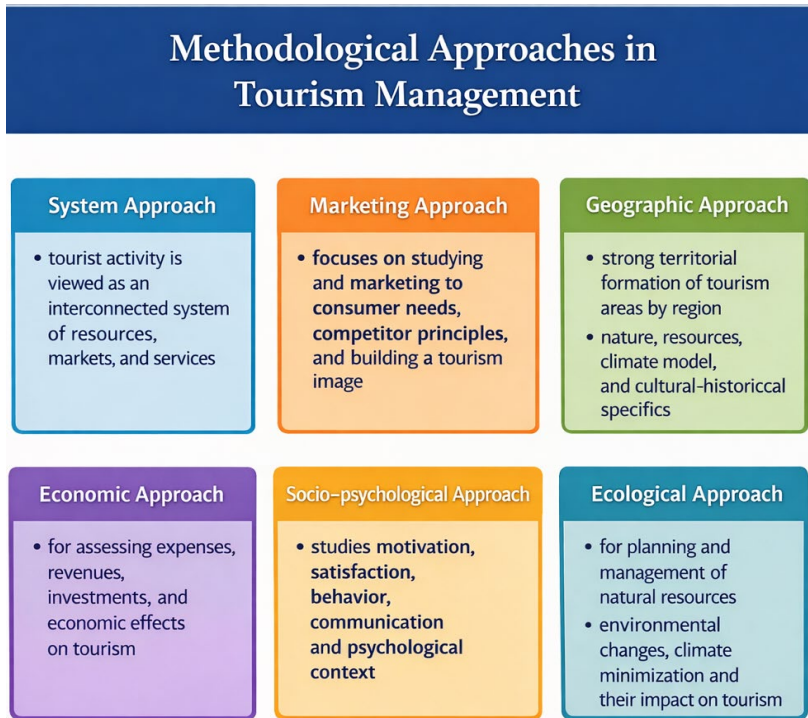 Methodological Approaches in
Tourism Management
System Approach
• tourist activity is
viewed as an
interconnected system
of resources,
markets, and services
Marketing Approach
• focuses on studying
and marketing to
consumer needs,
competitor principles,
and building a tourism
image
Geographic Approach
• strong territorial
formation of tourism
areas by region
• nature, resources,
climate model,
and cultural-historiccal
specifics
Economic Approach
• for assessing expenses,
revenues,
investments, and
economic effects
on tourism
Socio-psychological Approach
• studies motivation,
satisfaction,
behavior,
communication
and psychological
context
Ecological Approach
• for planning and
management of
natural resources
• environmental
changes, climate
minimization and
their impact on tourism